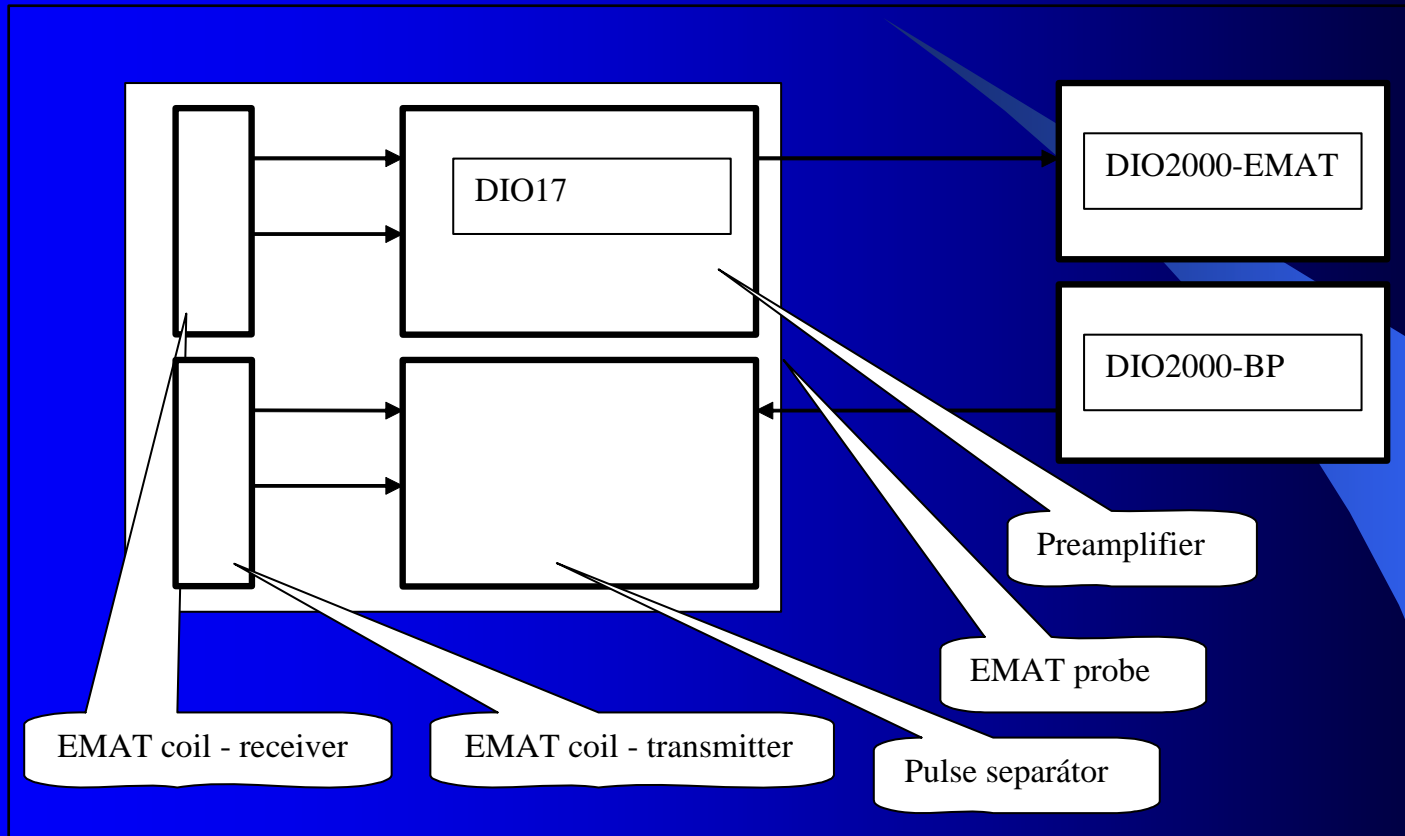 DIO17
DIO2000-EMAT
DIO2000-BP
Preamplifier
EMAT probe
EMAT coil - receiver
EMAT coil - transmitter
Pulse separátor